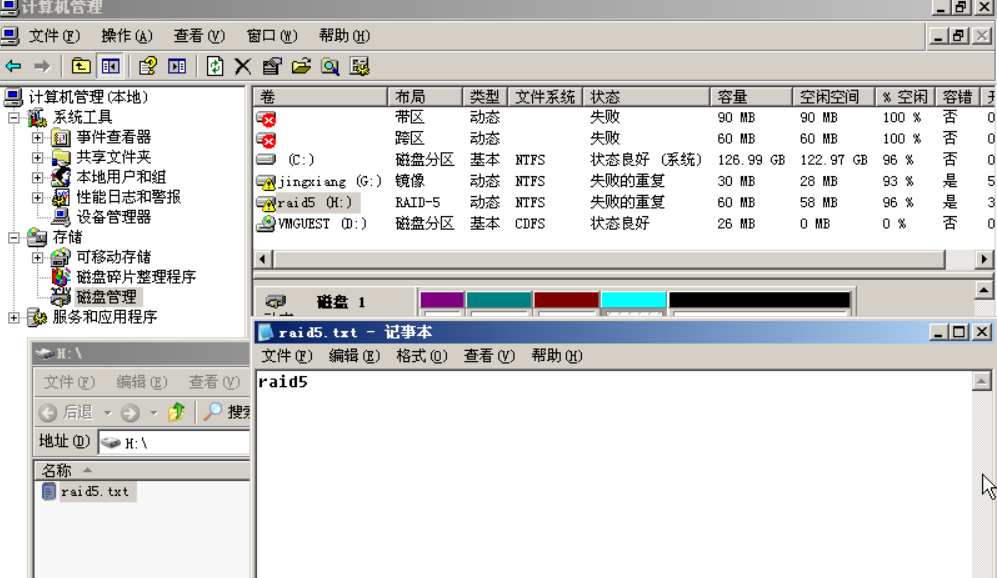 计算机管理
文件(F) 操作(A) 查看(V) 窗口(W) 帮助(H)
计算机管理(本地)
系统工具
事件查看器
共享文件夹
本地用户和组
性能日志和警报
设备管理器
存储
可移动存储
磁盘碎片整理程序
磁盘管理
服务和应用程序
卷 布局 类型 文件系统 状态 容量 空闲空间 % 空闲 容错
带区 动态 失败 90 MB 90 MB 100 % 否 0
跨区 动态 失败 60 MB 60 MB 100 % 否 0
(C:) 磁盘分区 基本 NTFS 状态良好 (系统) 126.99 GB 122.97 GB 96 % 否 0
jingxiang (G:) 镜像 动态 NTFS 失败的重复 30 MB 28 MB 93 % 是 5
raid5 (H:) RAID-5 动态 NTFS 失败的重复 60 MB 58 MB 96 % 是 3
VMGUEST (D:) 磁盘分区 基本 CDFS 状态良好 26 MB 0 MB 0 % 否 0
磁盘 1
H:\
文件(F) 编辑(E) 查看(V)
后退 搜索
地址(D) H:\
名称
raid5.txt
raid5.txt - 记事本
文件(F) 编辑(E) 格式(O) 查看(V) 帮助(H)
raid5